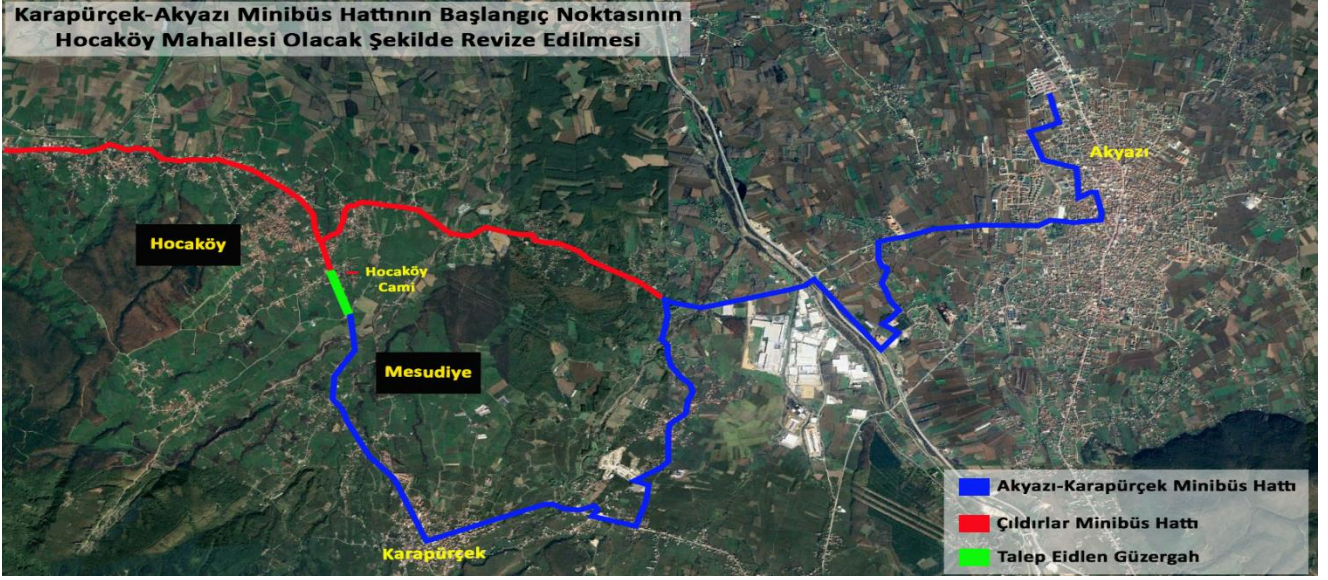 Karapürçek-Akyazı Minibüs Hattının Başlangıç Noktasının
Hocaköy Mahallesi Olacak Şekilde Revize Edilmesi
Akyazı
Hocaköy
Hocaköy
Cami
Mesudiye
Karapürçek
Akyazı-Karapürçek Minibüs Hattı
Çıldırlar Minibüs Hattı
Talep Eidlen Güzergah